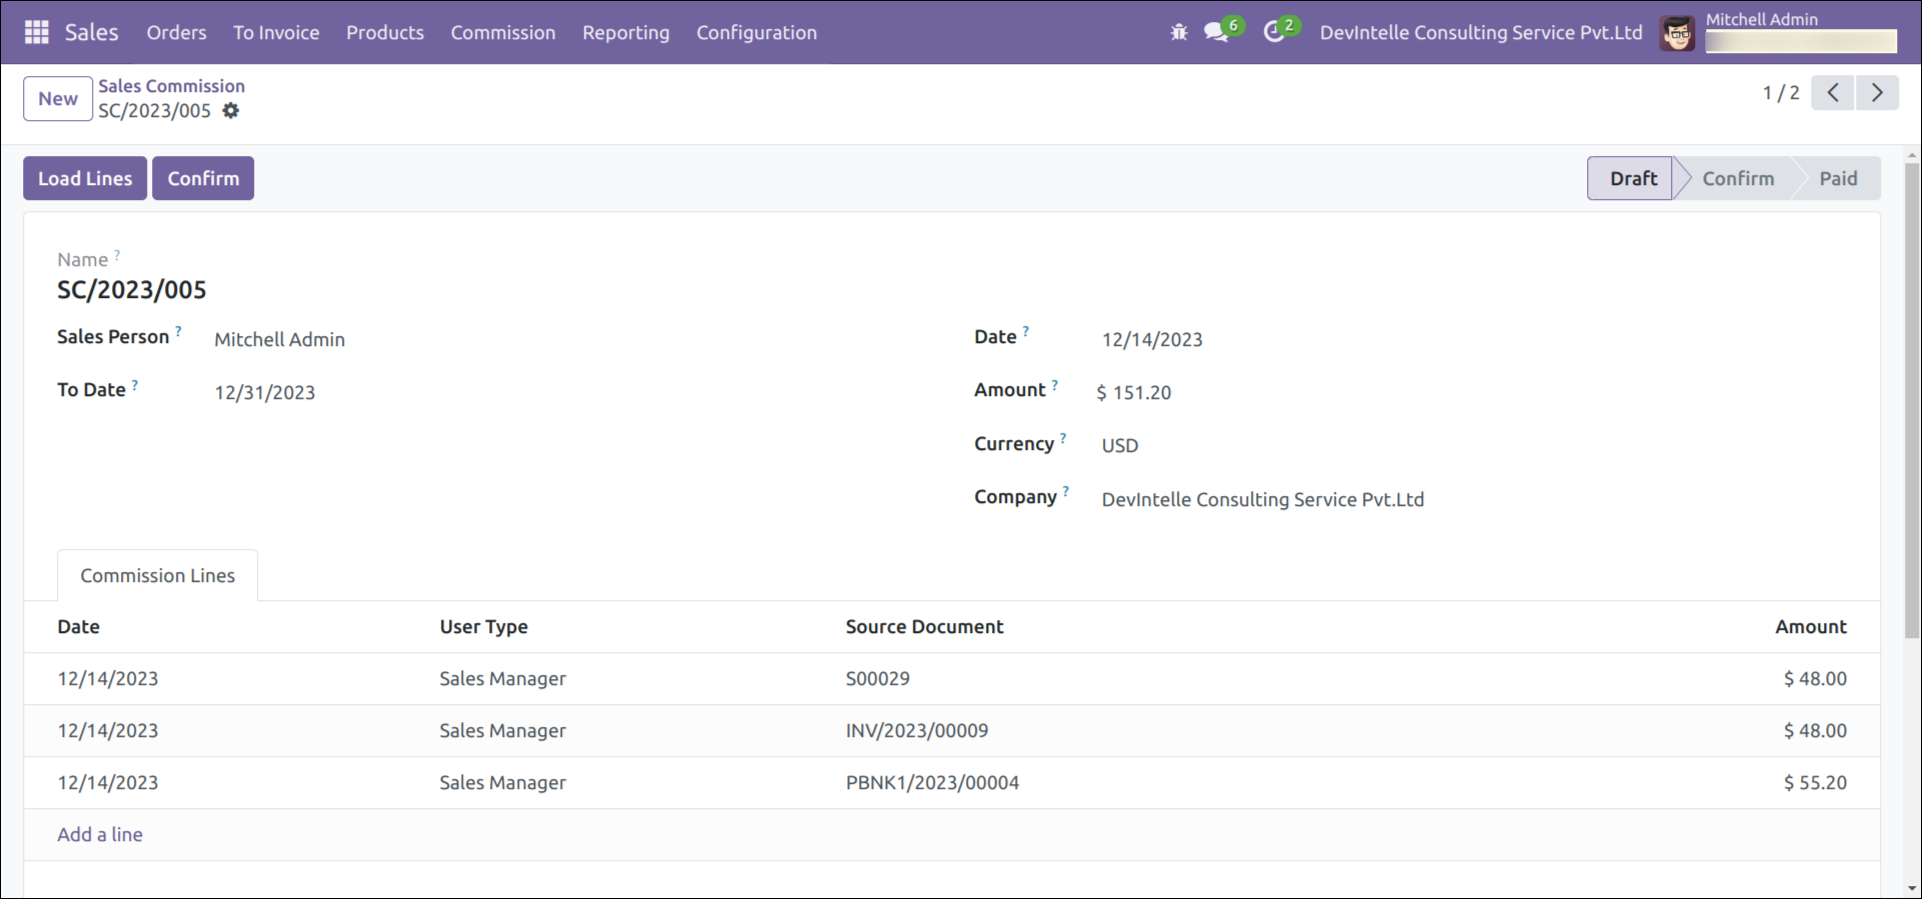 Sales Orders To Invoice Products Commission Reporting Configuration 6 2 DevIntelle Consulting Service Pvt.Ltd Mitchell Admin
New Sales Commission
SC/2023/005
1 / 2
Load Lines Confirm Draft Confirm Paid
Name ?
SC/2023/005
Sales Person ? Mitchell Admin
Date ? 12/14/2023
To Date ? 12/31/2023
Amount ? $ 151.20
Currency ? USD
Company ? DevIntelle Consulting Service Pvt.Ltd
Commission Lines
Date User Type Source Document Amount
12/14/2023 Sales Manager S00029 $ 48.00
12/14/2023 Sales Manager INV/2023/00009 $ 48.00
12/14/2023 Sales Manager PBNK1/2023/00004 $ 55.20
Add a line